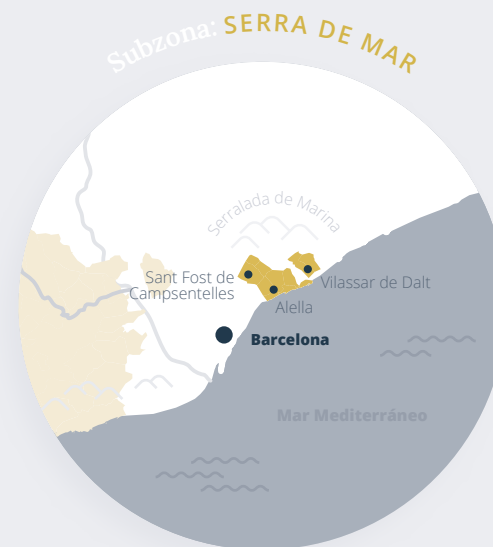 Subzona: SERRA DE MAR
Serralada de Marina
Sant Fost de
Campsentelles
Vilassar de Dalt
Alella
Barcelona
Mar Mediterráneo